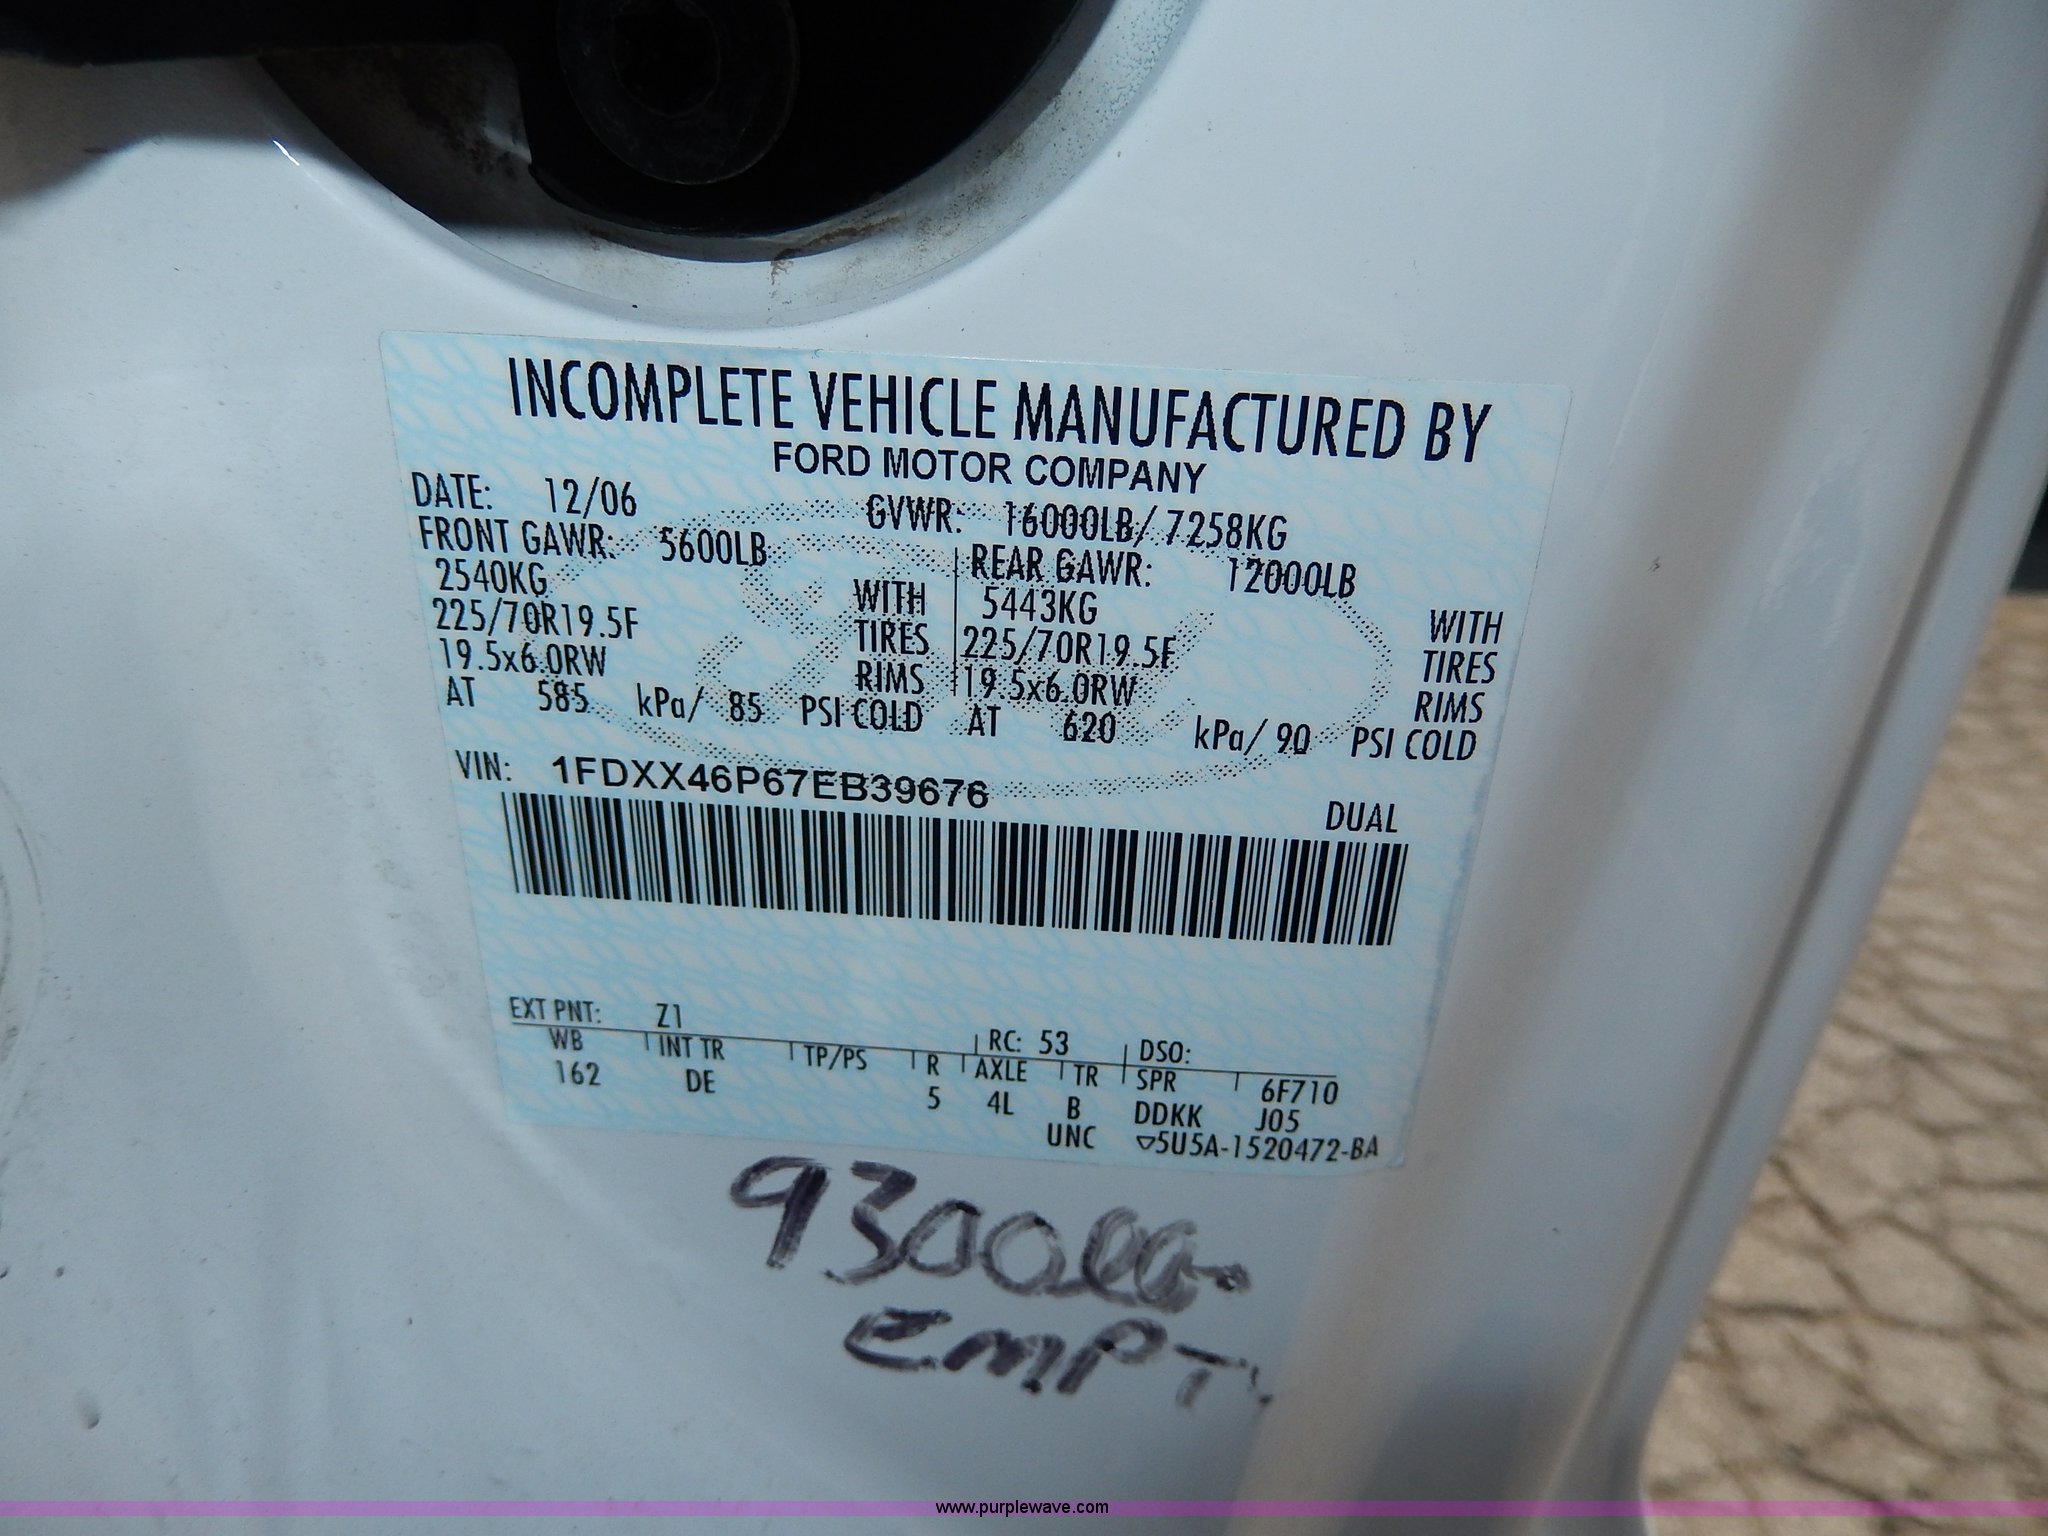 INCOMPLETE VEHICLE MANUFACTURED BY
FORD MOTOR COMPANY
DATE: 12/06 GVWR: 16000LB/ 7258KG
FRONT GAWR: 5600LB REAR GAWR: 12000LB
2540KG WITH 5443KG WITH
225/70R19.5F TIRES 225/70R19.5F TIRES
19.5x6.0RW RIMS 19.5x6.0RW RIMS
AT 585 kPa/ 85 PSI COLD AT 620 kPa/ 90 PSI COLD
VIN: 1FDXX46P67EB39676
DUAL
EXT PNT: Z1 RC: 53 DSO:
WB INT TR TP/PS R AXLE TR SPR 6F710
162 DE 5 4L B DDKK J05
UNC ▽5U5A-1520472-BA
9300
EMPT
www.purplewave.com